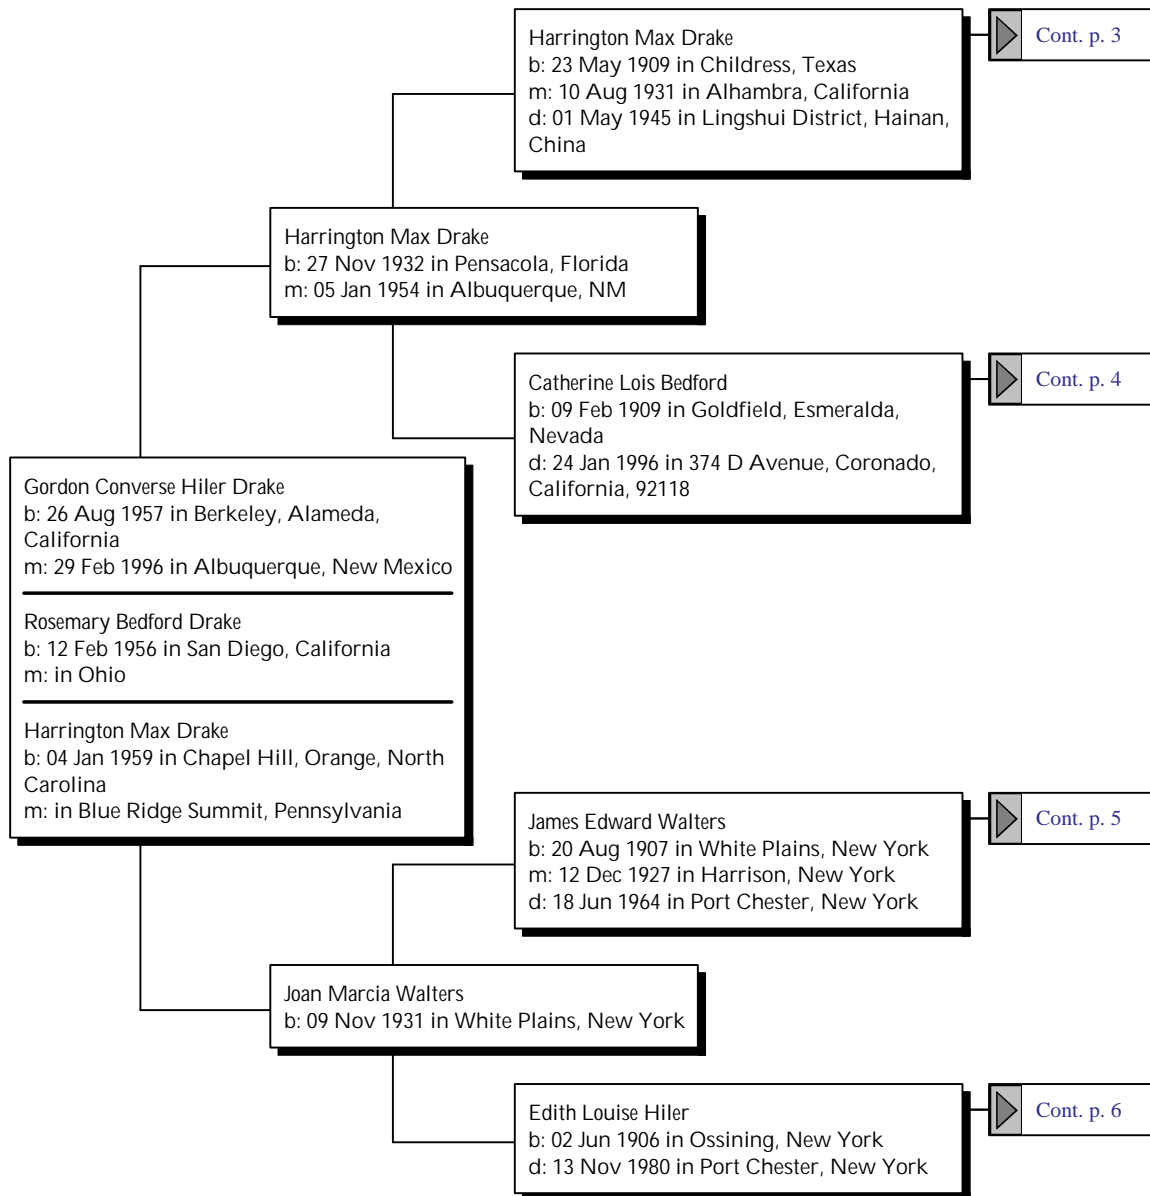 Harrington Max Drake
b: 23 May 1909 in Childress, Texas
m: 10 Aug 1931 in Alhambra, California
d: 01 May 1945 in Lingshui District, Hainan,
China
Cont. p. 3
Harrington Max Drake
b: 27 Nov 1932 in Pensacola, Florida
m: 05 Jan 1954 in Albuquerque, NM
Catherine Lois Bedford
b: 09 Feb 1909 in Goldfield, Esmeralda,
Nevada
d: 24 Jan 1996 in 374 D Avenue, Coronado,
California, 92118
Cont. p. 4
Gordon Converse Hiler Drake
b: 26 Aug 1957 in Berkeley, Alameda,
California
m: 29 Feb 1996 in Albuquerque, New Mexico
Rosemary Bedford Drake
b: 12 Feb 1956 in San Diego, California
m: in Ohio
Harrington Max Drake
b: 04 Jan 1959 in Chapel Hill, Orange, North
Carolina
m: in Blue Ridge Summit, Pennsylvania
James Edward Walters
b: 20 Aug 1907 in White Plains, New York
m: 12 Dec 1927 in Harrison, New York
d: 18 Jun 1964 in Port Chester, New York
Cont. p. 5
Joan Marcia Walters
b: 09 Nov 1931 in White Plains, New York
Edith Louise Hiler
b: 02 Jun 1906 in Ossining, New York
d: 13 Nov 1980 in Port Chester, New York
Cont. p. 6